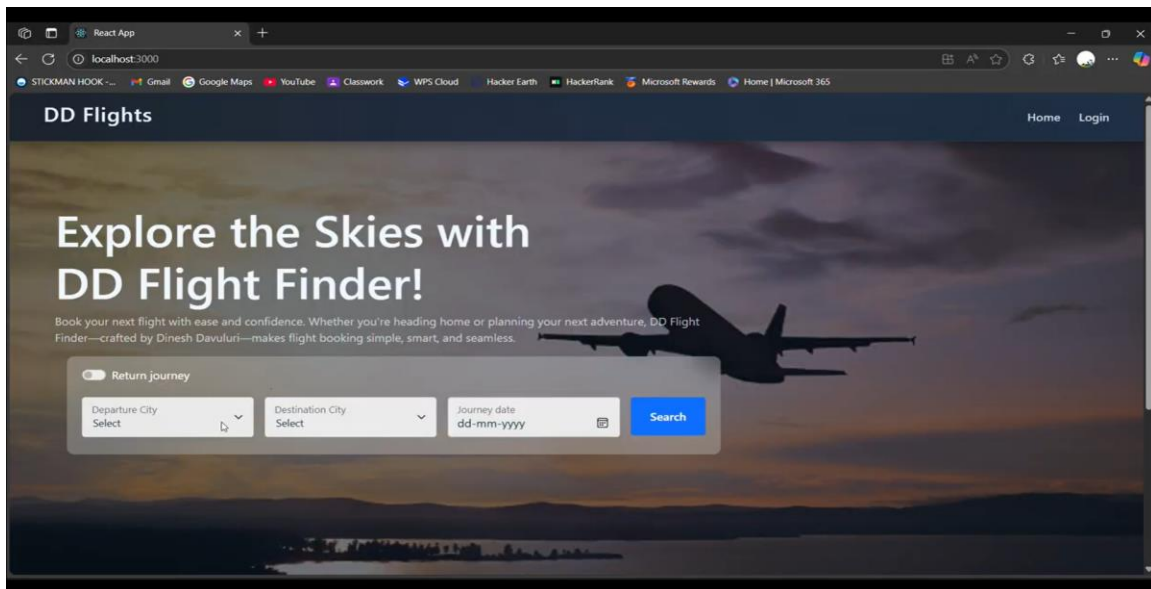 React App
localhost:3000
STICKMAN HOOK -... Gmail Google Maps YouTube Classwork WPS Cloud Hacker Earth HackerRank Microsoft Rewards Home | Microsoft 365
DD Flights Home Login
Explore the Skies with
DD Flight Finder!
Book your next flight with ease and confidence. Whether you're heading home or planning your next adventure, DD Flight
Finder—crafted by Dinesh Davuluri—makes flight booking simple, smart, and seamless.
Return journey
Departure City Destination City Journey date
Select Select dd-mm-yyyy Search